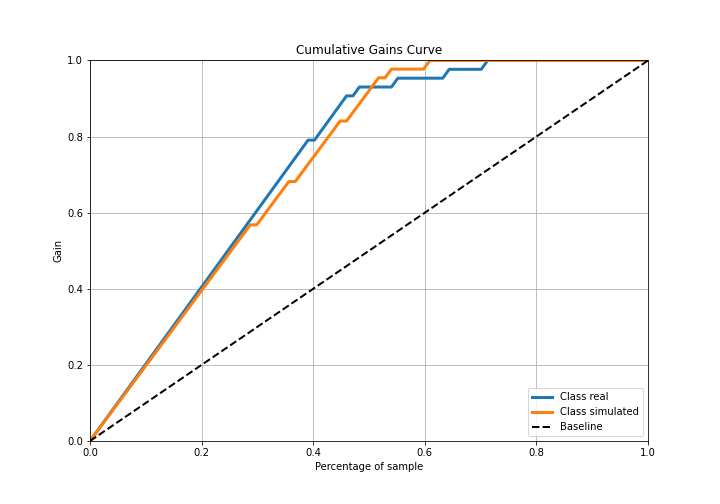 Cumulative Gains Curve
1.0
0.8
0.6
0.4
0.2
0.0
Gain
Class real
Class simulated
Baseline
0.0 0.2 0.4 0.6 0.8 1.0
Percentage of sample